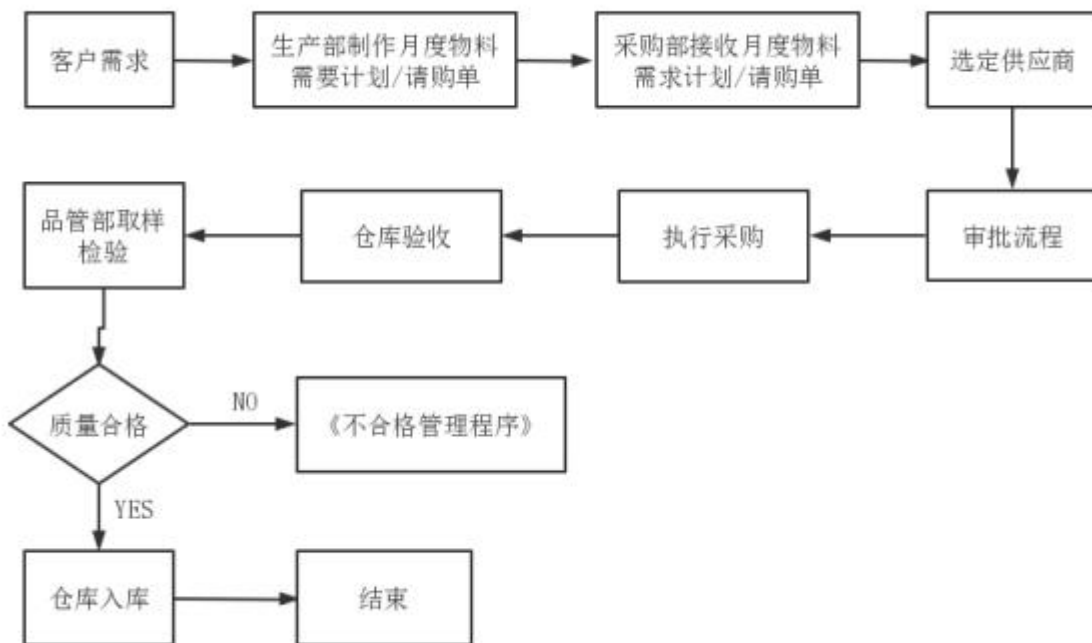 客户需求
生产部制作月度物料
需要计划/请购单
采购部接收月度物料
需求计划/请购单
选定供应商
品管部取样
检验
仓库验收
执行采购
审批流程
质量合格
NO
《不合格管理程序》
YES
仓库入库
结束